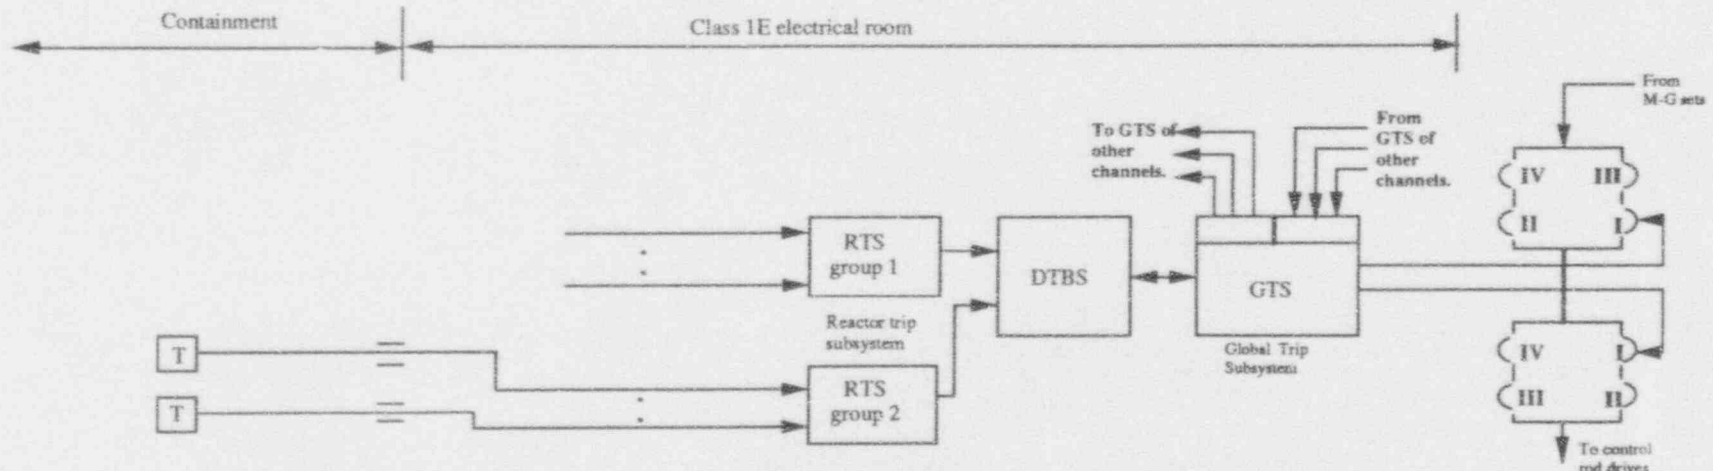 Containment
Class 1E electrical room
From
M-G sets
To GTS of
other
channels.
From
GTS of
other
channels.
IV III
II I
RTS
group 1
DTBS
GTS
Reactor trip
subsystem
Global Trip
Subsystem
T
T
RTS
group 2
IV I
III II
To control
rod drives